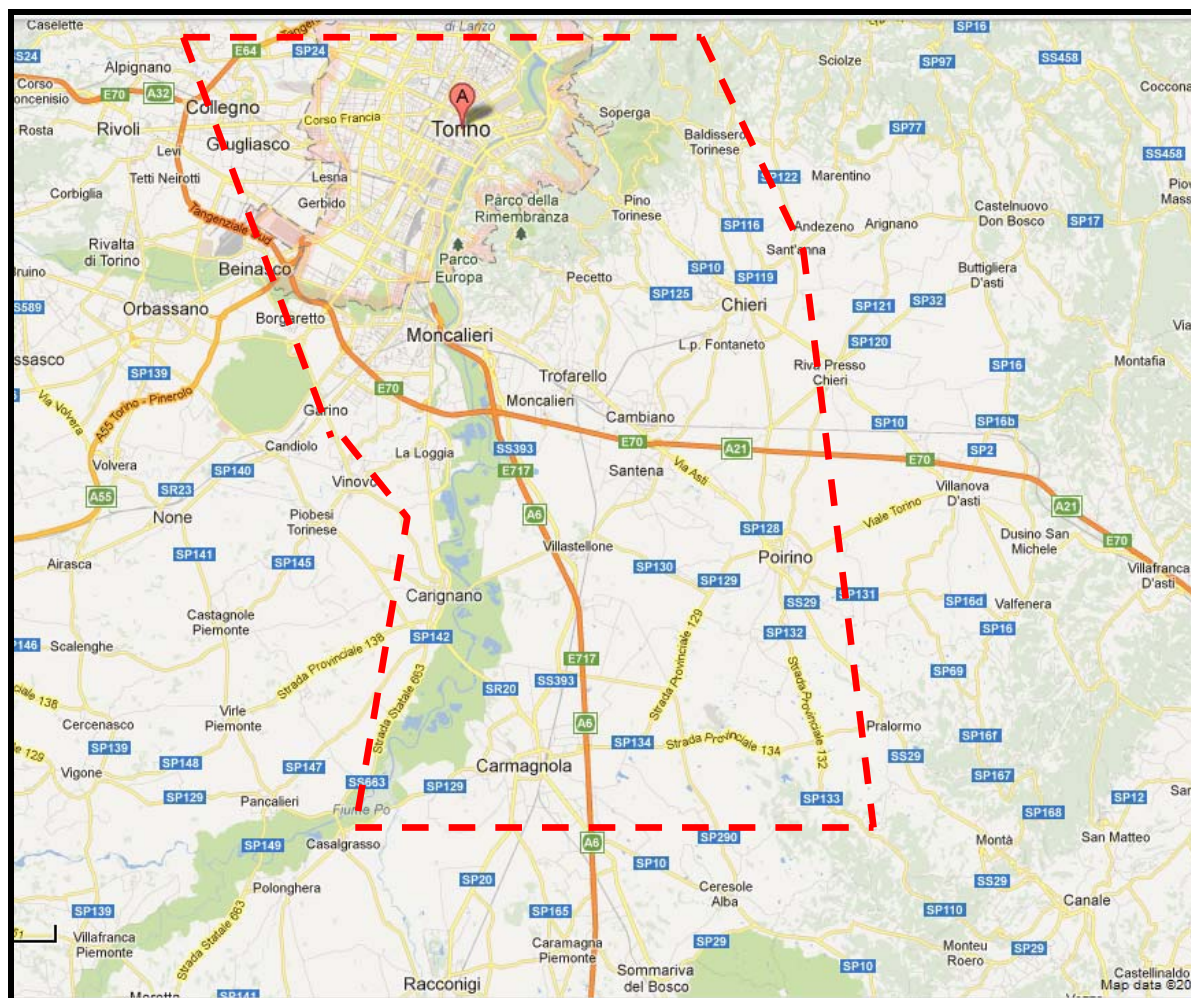 Caselette
di Lanzo
SP16
E64
SP24
SS24
Alpignano
Sciolze
SP97
SS458
Corso
E70
A32
Collegno
Coccona
Rosta
Rivoli
Corso Francia
A
Torino
Soperga
Baldissero
Torinese
SP77
Levi
Grugliasco
SS458
Tetti Neirotti
Lesna
SP122
Marentino
Corbiglia
Gerbido
Parco della
Rimembranza
Pino
Torinese
Castelnuovo
Don Bosco
SP17
Tangenziale Sud
SP116
Andezeno
Arignano
Rivalta
di Torino
Parco
Europa
Sant'anna
Beinasco
Pecetto
SP10
SP119
Buttigliera
D'asti
SS589
Orbassano
SP125
Chieri
SP121
SP32
Borgaretto
Moncalieri
L.p. Fontaneto
SP120
SP139
Trofarello
Riva Presso
Chieri
SP16
Montafia
Via Volvera
A55 Torino - Pinerolo
E70
Moncalieri
Garino
Cambiano
SP10
SP16b
Candiolo
La Loggia
SS393
E70
A21
E70
SP2
Volvera
SP140
E717
Santena
Via Asti
Villanova
D'asti
A55
SR23
Vinovo
A6
A21
None
Piobesi
Torinese
SP128
Viale Torino
Dusino San
Michele
SP141
Villastellone
Poirino
E70
Airasca
SP145
SP130
SP129
Villafranca
D'asti
Carignano
SS29
SP131
SP16d
Valfenera
Castagnole
Piemonte
SP146
Scalenghe
Strada Provinciale 138
SP142
SP132
SP16
E717
Strada Provinciale 129
SP69
SR20
SS393
Cercenasco
Virle
Piemonte
Strada Statale 663
A6
Pralormo
SP139
SP134
Strada Provinciale 134
Strada Provinciale 132
SP16f
Vigone
SP148
SP147
Carmagnola
SS29
SP167
SP129
Pancalieri
SS663
SP129
SP133
SP12
Fiume Po
SP168
SP149
Casalgrasso
A6
SP290
Montà
San Matteo
SP10
Polonghera
SP20
Ceresole
Alba
SS29
Canale
SP139
Strada Statale 663
SP165
SP110
Villafranca
Piemonte
Caramagna
Piemonte
SP29
Monteu
Roero
SP29
Racconigi
Sommariva
del Bosco
SP10
Castellinaldo
SP141
Map data ©20